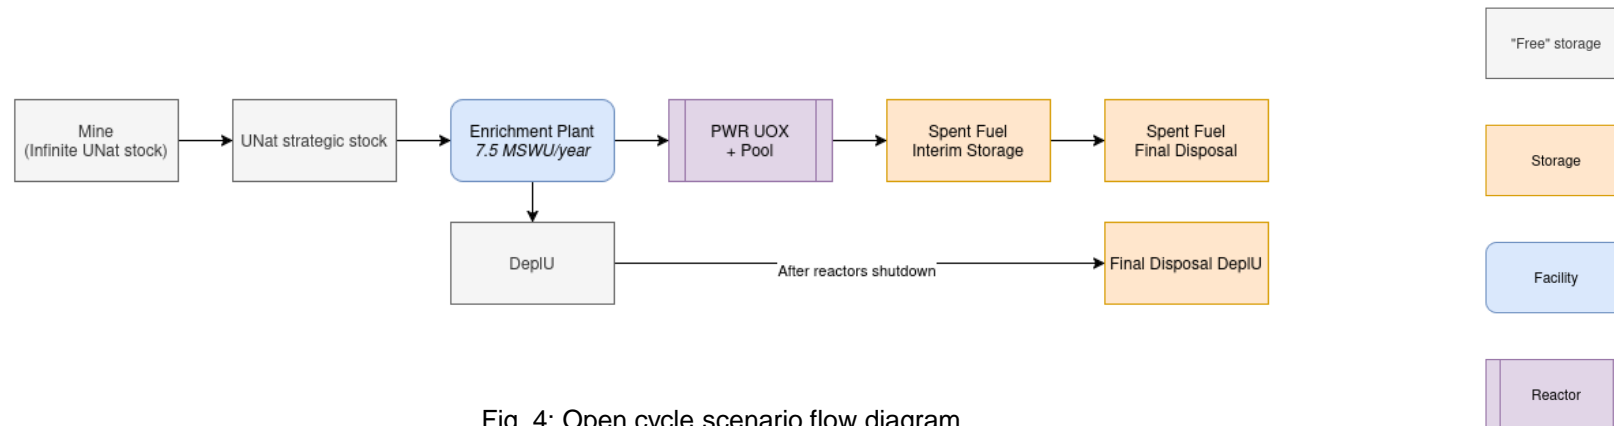 "Free" storage
Mine
(Infinite UNat stock)
UNat strategic stock
Enrichment Plant
7.5 MSWU/year
PWR UOX
+ Pool
Spent Fuel
Interim Storage
Spent Fuel
Final Disposal
Storage
DeplU
After reactors shutdown
Final Disposal DeplU
Facility
Reactor
Fig. 4: Open cycle scenario flow diagram